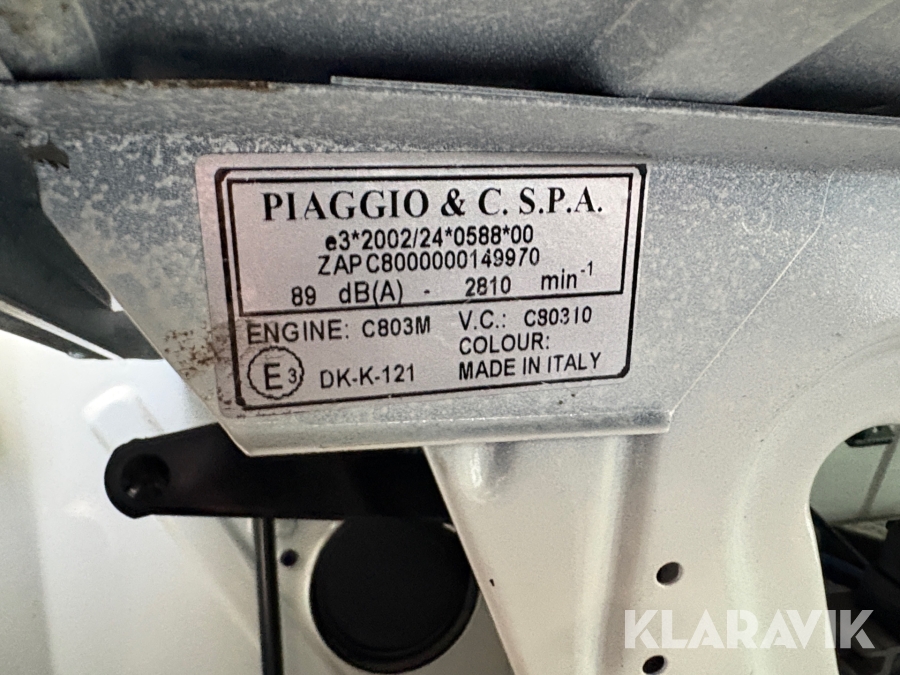 PIAGGIO & C. S.P.A.
e3*2002/24*0588*00
ZAPC8000000149970
89 dB(A) - 2810 min-1
ENGINE: C803M V.C.: C80310
COLOUR:
E3 DK-K-121 MADE IN ITALY
KLARAVIK